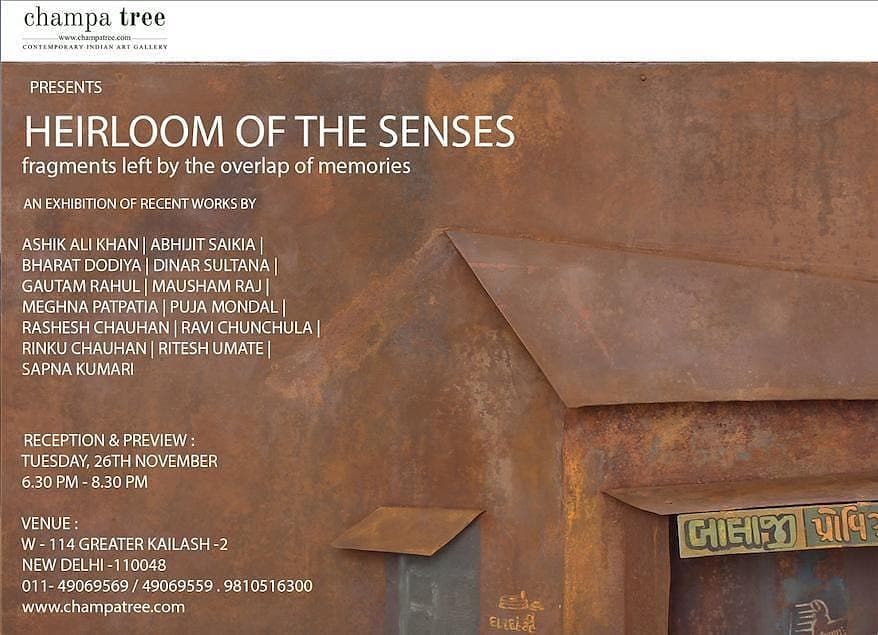 champa tree
www.champatree.com
CONTEMPORARY INDIAN ART GALLERY
PRESENTS
HEIRLOOM OF THE SENSES
fragments left by the overlap of memories
AN EXHIBITION OF RECENT WORKS BY
ASHIK ALI KHAN | ABHIJIT SAIKIA |
BHARAT DODIYA | DINAR SULTANA |
GAUTAM RAHUL | MAUSHAM RAJ |
MEGHNA PATPATIA | PUJA MONDAL |
RASHESH CHAUHAN | RAVI CHUNCHULA |
RINKU CHAUHAN | RITESH UMATE |
SAPNA KUMARI
RECEPTION & PREVIEW :
TUESDAY, 26TH NOVEMBER
6.30 PM - 8.30 PM
VENUE :
W - 114 GREATER KAILASH -2
NEW DELHI -110048
011- 49069569 / 49069559 . 9810516300
www.champatree.com
બાલાજી